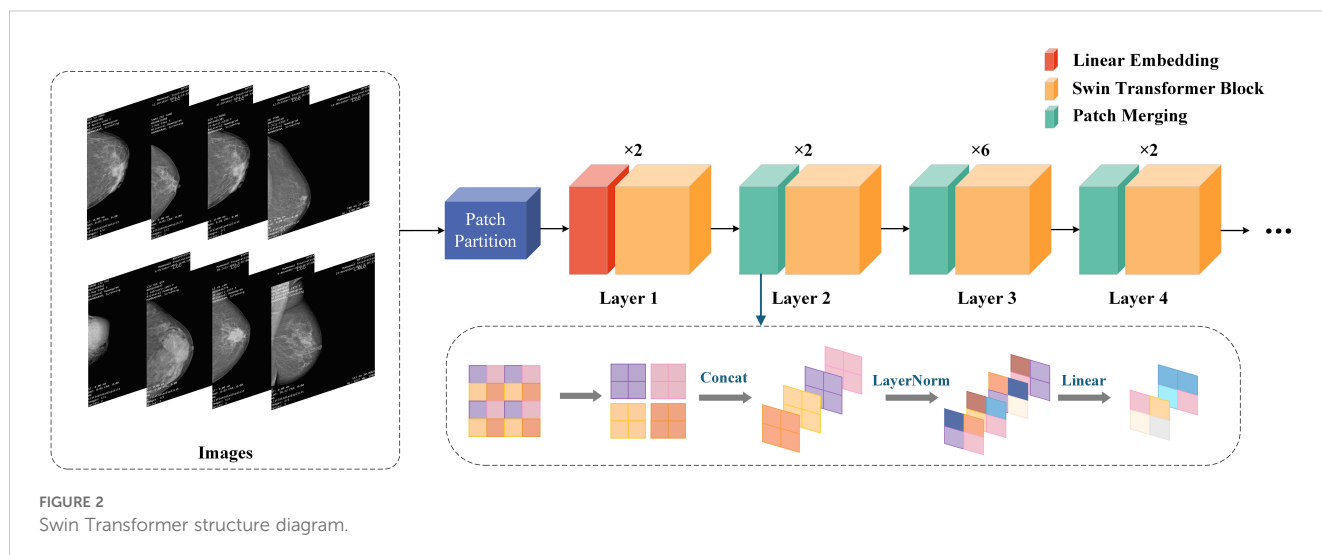 Linear Embedding
Swin Transformer Block
Patch Merging
×2
×2
×6
×2
Patch
Partition
...
Layer 1
Layer 2
Layer 3
Layer 4
Concat
LayerNorm
Linear
Images
FIGURE 2
Swin Transformer structure diagram.